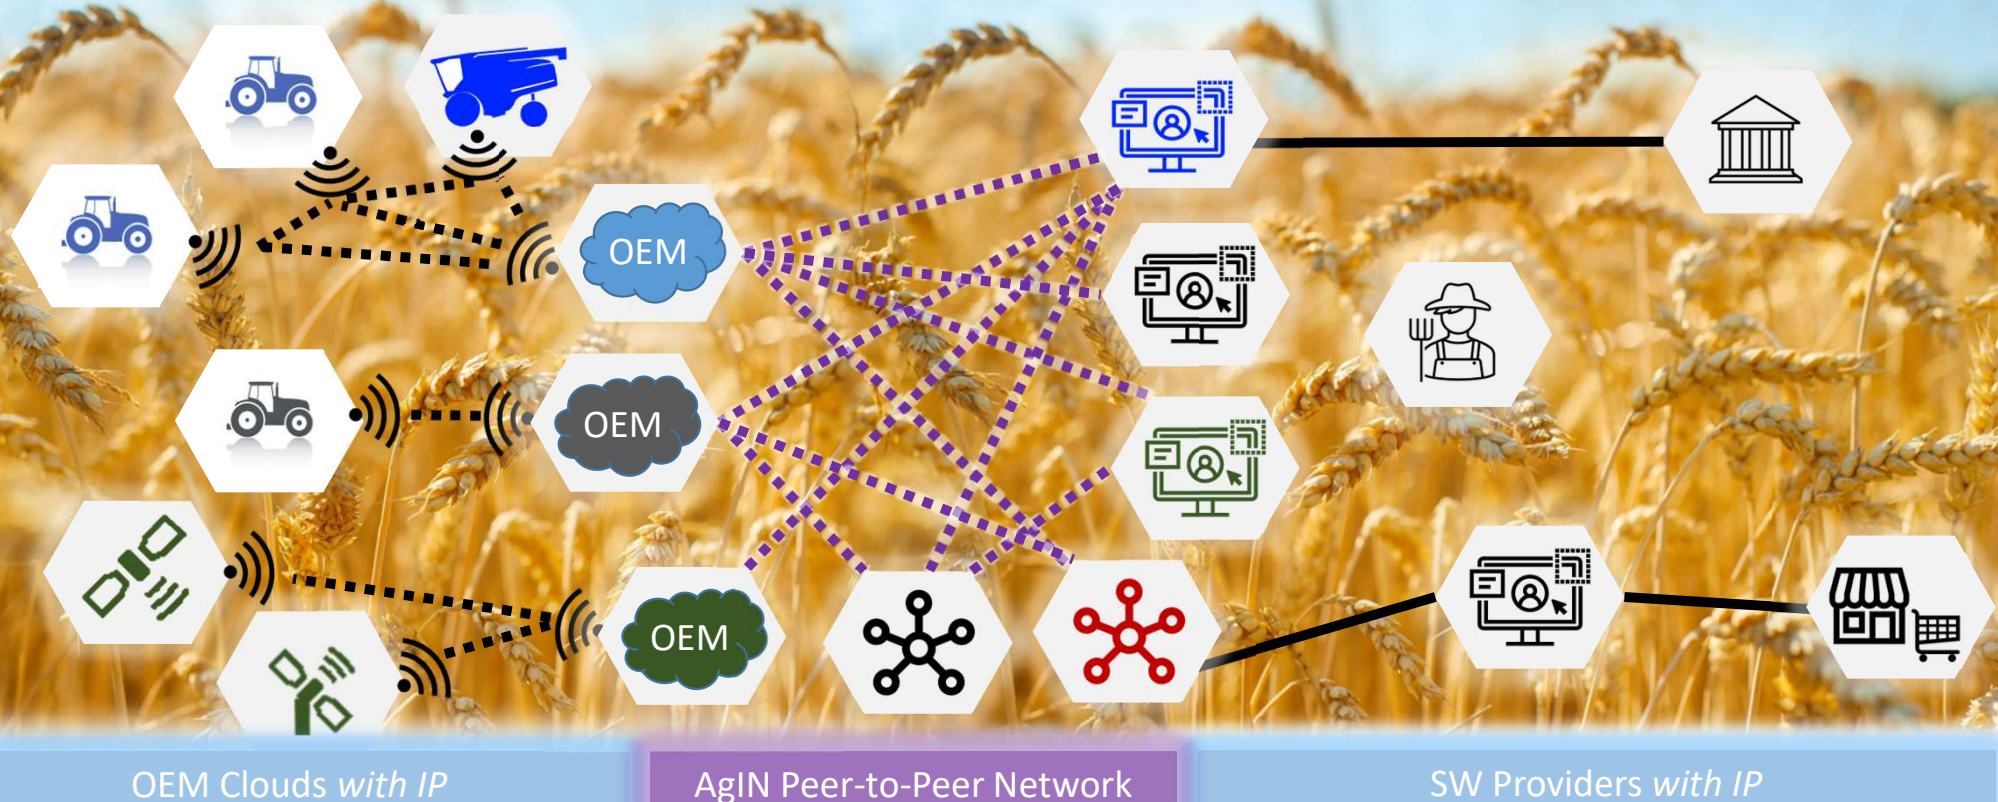 OEM
OEM
OEM
OEM Clouds with IP
AgIN Peer-to-Peer Network
SW Providers with IP